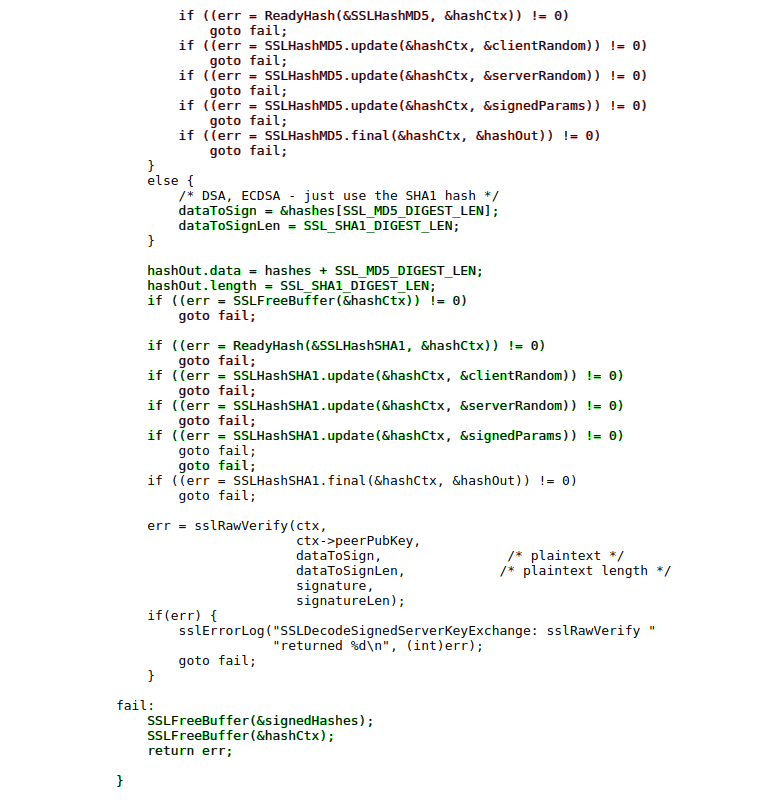 if ((err = ReadyHash(&SSLHashMD5, &hashCtx)) != 0)
goto fail;
if ((err = SSLHashMD5.update(&hashCtx, &clientRandom)) != 0)
goto fail;
if ((err = SSLHashMD5.update(&hashCtx, &serverRandom)) != 0)
goto fail;
if ((err = SSLHashMD5.update(&hashCtx, &signedParams)) != 0)
goto fail;
if ((err = SSLHashMD5.final(&hashCtx, &hashOut)) != 0)
goto fail;
}
else {
/* DSA, ECDSA - just use the SHA1 hash */
dataToSign = &hashes[SSL_MD5_DIGEST_LEN];
dataToSignLen = SSL_SHA1_DIGEST_LEN;
}
hashOut.data = hashes + SSL_MD5_DIGEST_LEN;
hashOut.length = SSL_SHA1_DIGEST_LEN;
if ((err = SSLFreeBuffer(&hashCtx)) != 0)
goto fail;
if ((err = ReadyHash(&SSLHashSHA1, &hashCtx)) != 0)
goto fail;
if ((err = SSLHashSHA1.update(&hashCtx, &clientRandom)) != 0)
goto fail;
if ((err = SSLHashSHA1.update(&hashCtx, &serverRandom)) != 0)
goto fail;
if ((err = SSLHashSHA1.update(&hashCtx, &signedParams)) != 0)
goto fail;
goto fail;
if ((err = SSLHashSHA1.final(&hashCtx, &hashOut)) != 0)
goto fail;
err = sslRawVerify(ctx,
ctx->peerPubKey,
dataToSign, /* plaintext */
dataToSignLen, /* plaintext length */
signature,
signatureLen);
if(err) {
sslErrorLog("SSLDecodeSignedServerKeyExchange: sslRawVerify "
"returned %d\n", (int)err);
goto fail;
}
fail:
SSLFreeBuffer(&signedHashes);
SSLFreeBuffer(&hashCtx);
return err;
}